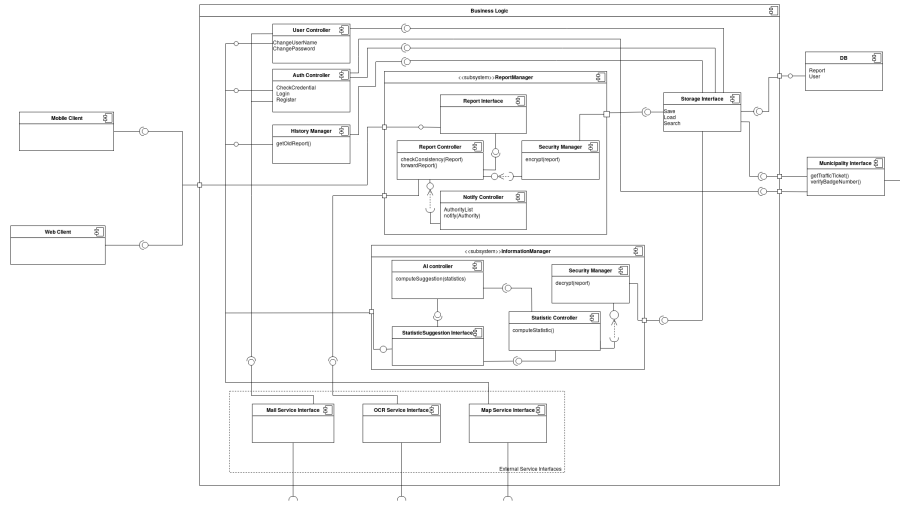 Business Logic
User Controller
ChangeUserName
ChangePassword
Auth Controller
CheckCredential
Login
Register
History Manager
getOldReport()
Mobile Client
Web Client
<<subsystem>>ReportManager
Report Interface
Report Controller
checkConsistency(Report)
forwardReport()
Security Manager
encrypt(report)
Notify Controller
AuthorityList
notify(Authority)
Storage Interface
Save
Load
Search
DB
Report
User
Municipality Interface
getTrafficTicket()
verifyBadgeNumber()
<<subsystem>>InformationManager
AI controller
computeSuggestion(statistics)
Security Manager
decrypt(report)
Statistic Controller
computeStatistic()
StatisticSuggestion Interface
Mail Service Interface
OCR Service Interface
Map Service Interface
External Service Interfaces